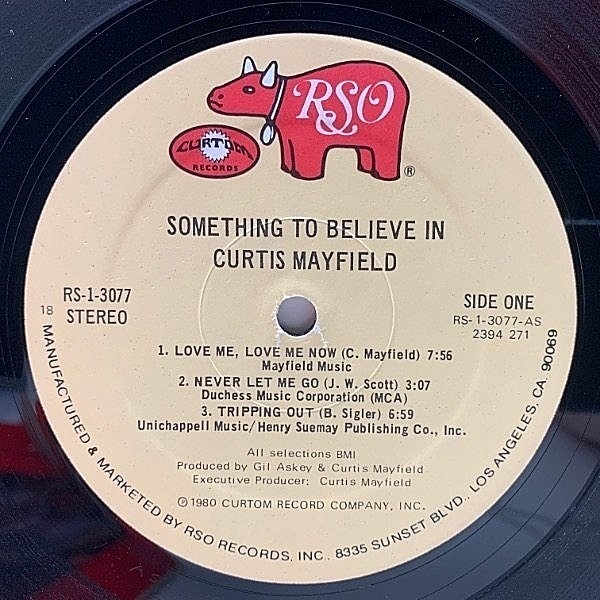 RSO
®
CURTOM
RECORDS
SOMETHING TO BELIEVE IN
CURTIS MAYFIELD
RS-1-3077
STEREO
SIDE ONE
RS-1-3077-AS
2394 271
18
1. LOVE ME, LOVE ME NOW (C. Mayfield) 7:56
Mayfield Music
2. NEVER LET ME GO (J. W. Scott) 3:07
Duchess Music Corporation (MCA)
3. TRIPPING OUT (B. Sigler) 6:59
Unichappell Music/Henry Suemay Publishing Co., Inc.
All selections BMI
Produced by Gil Askey & Curtis Mayfield
Executive Producer: Curtis Mayfield
℗1980 CURTOM RECORD COMPANY, INC.
MANUFACTURED & MARKETED BY RSO RECORDS, INC., 8335 SUNSET BLVD., LOS ANGELES, CA. 90069